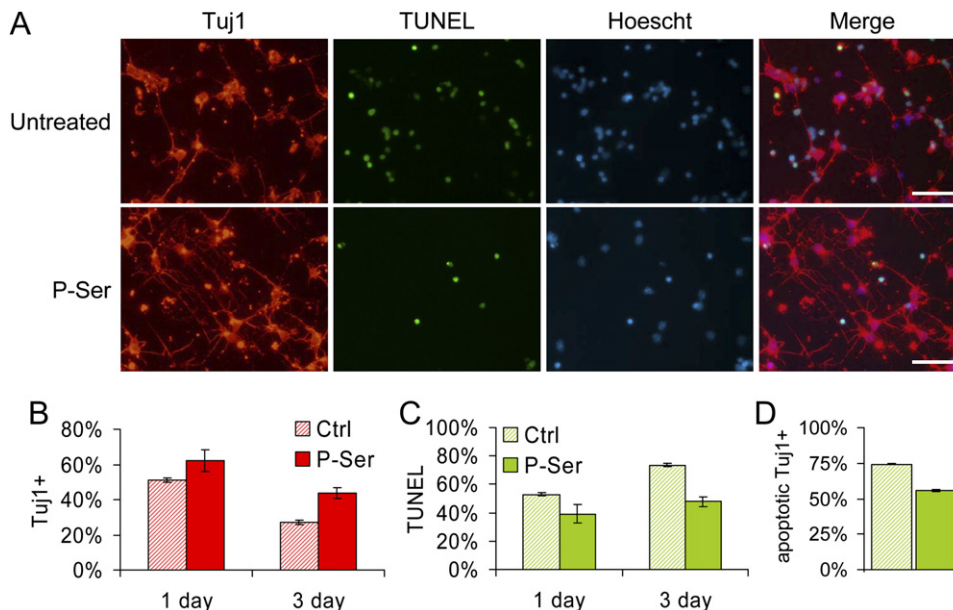 A
Tuj1 TUNEL Hoescht Merge
Untreated
P-Ser
B
Tuj1+
80%
60%
40%
20%
0%
Ctrl
P-Ser
1 day 3 day
C
TUNEL
100%
80%
60%
40%
20%
0%
Ctrl
P-Ser
1 day 3 day
D
apoptotic Tuj1+
100%
75%
50%
25%
0%